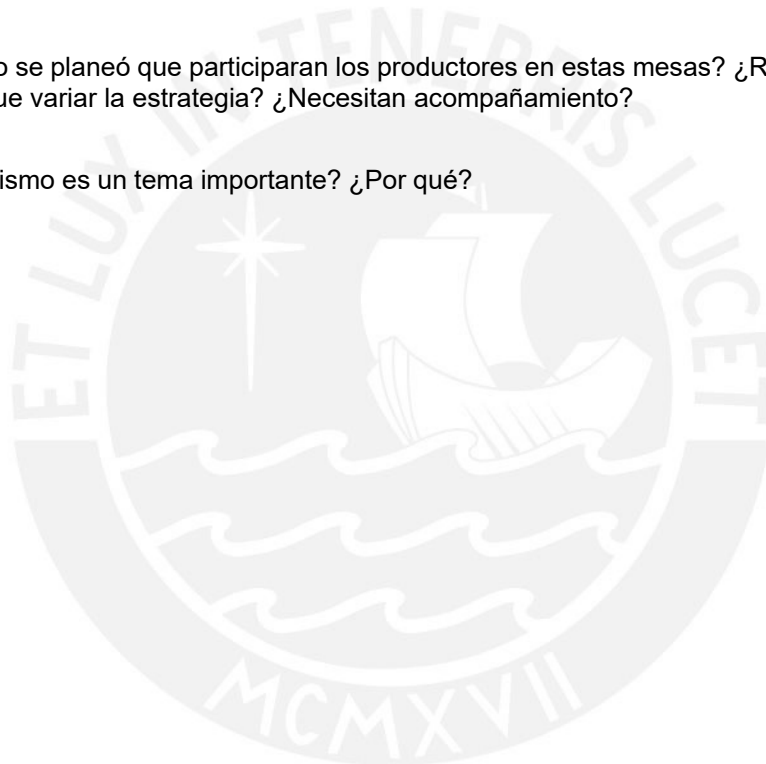 o se planeó que participaran los productores en estas mesas? ¿R
ue variar la estrategia? ¿Necesitan acompañamiento?
ismo es un tema importante? ¿Por qué?
ET LUX IN TENEBRIS LUCET
MCMXVII